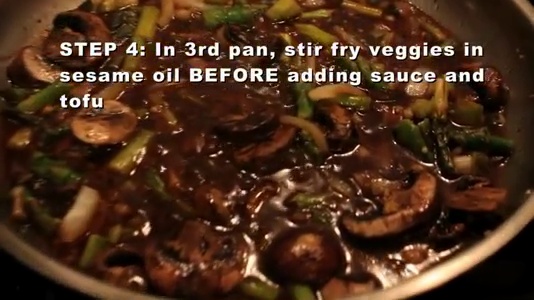 STEP 4: In 3rd pan, stir fry veggies in
sesame oil BEFORE adding sauce and
tofu